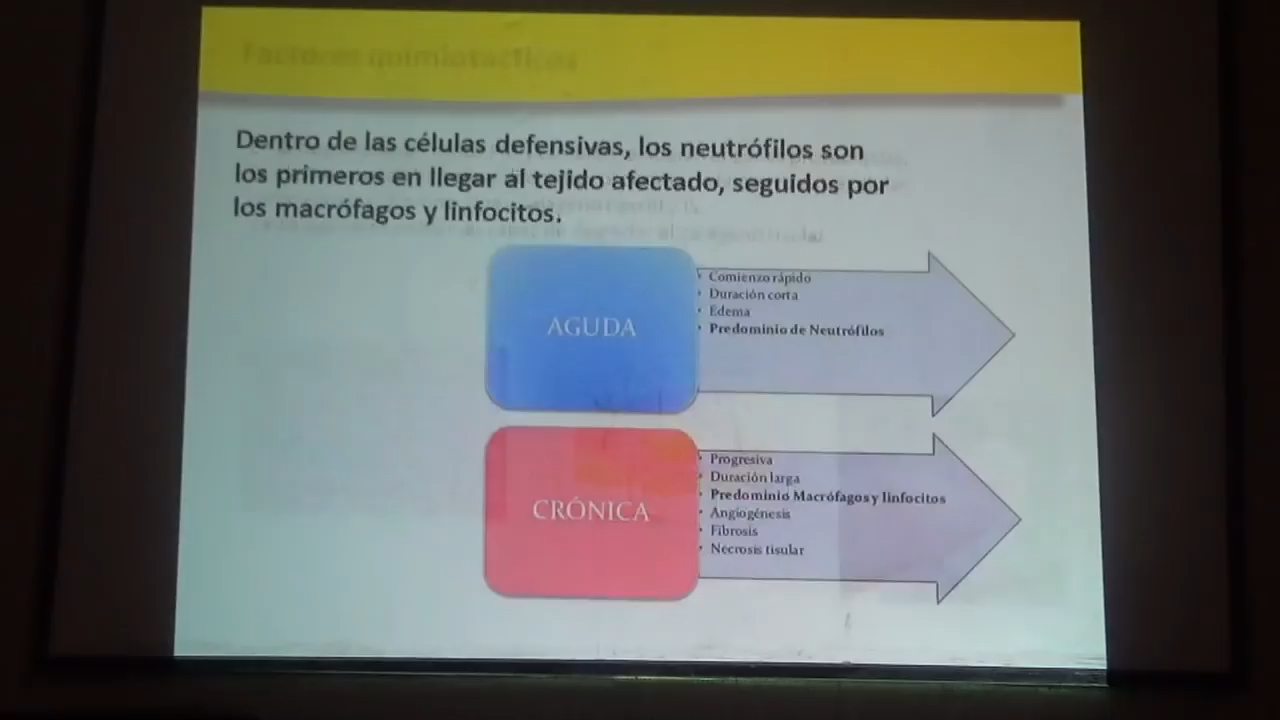 Factores quimiotacticos
Dentro de las células defensivas, los neutrófilos son
los primeros en llegar al tejido afectado, seguidos por
los macrófagos y linfocitos.
AGUDA
• Comienzo rápido
• Duración corta
• Edema
• Predominio de Neutrófilos
CRÓNICA
• Progresiva
• Duración larga
• Predominio Macrófagos y linfocitos
• Angiogénesis
• Fibrosis
• Necrosis tisular